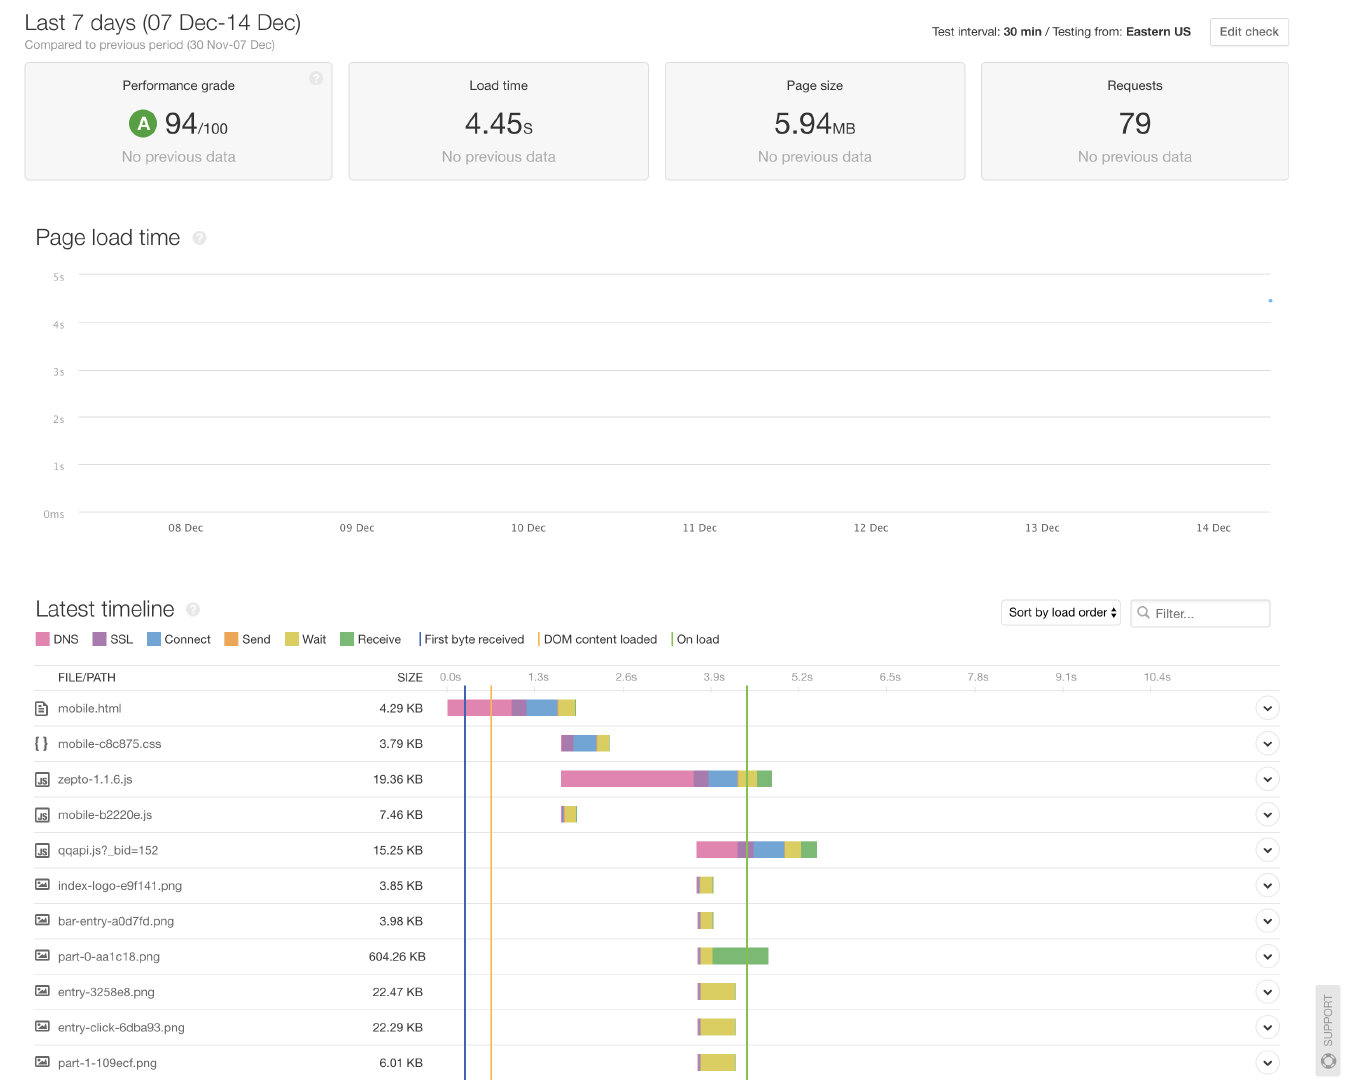 Last 7 days (07 Dec-14 Dec)
Compared to previous period (30 Nov-07 Dec)
Test interval: 30 min / Testing from: Eastern US
Edit check
Performance grade
?
A 94/100
No previous data
Load time
4.45S
No previous data
Page size
5.94MB
No previous data
Requests
79
No previous data
Page load time ?
5s
4s
3s
2s
1s
0ms
08 Dec 09 Dec 10 Dec 11 Dec 12 Dec 13 Dec 14 Dec
Latest timeline ?
Sort by load order
Filter...
DNS SSL Connect Send Wait Receive First byte received DOM content loaded On load
FILE/PATH SIZE 0.0s 1.3s 2.6s 3.9s 5.2s 6.5s 7.8s 9.1s 10.4s
mobile.html 4.29 KB
{ } mobile-c8c875.css 3.79 KB
JS zepto-1.1.6.js 19.36 KB
JS mobile-b2220e.js 7.46 KB
JS qqapi.js?_bid=152 15.25 KB
index-logo-e9f141.png 3.85 KB
bar-entry-a0d7fd.png 3.98 KB
part-0-aa1c18.png 604.26 KB
entry-3258e8.png 22.47 KB
entry-click-6dba93.png 22.29 KB
part-1-109ecf.png 6.01 KB
SUPPORT